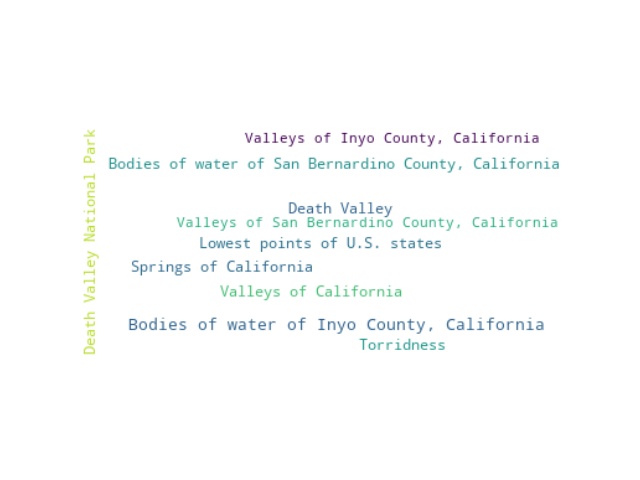 Valleys of Inyo County, California
Bodies of water of San Bernardino County, California
Death Valley
Valleys of San Bernardino County, California
Lowest points of U.S. states
Springs of California
Valleys of California
Bodies of water of Inyo County, California
Torridness
Death Valley National Park